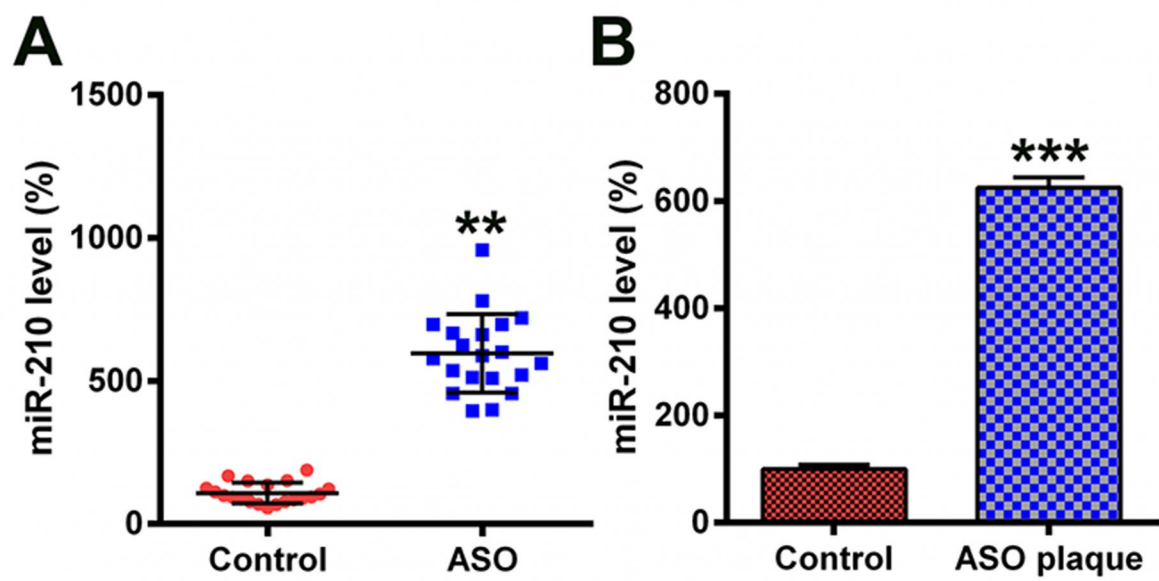 A
miR-210 level (%)
1500
1000
500
0
**
Control
ASO
B
miR-210 level (%)
800
600
400
200
0
***
Control
ASO plaque